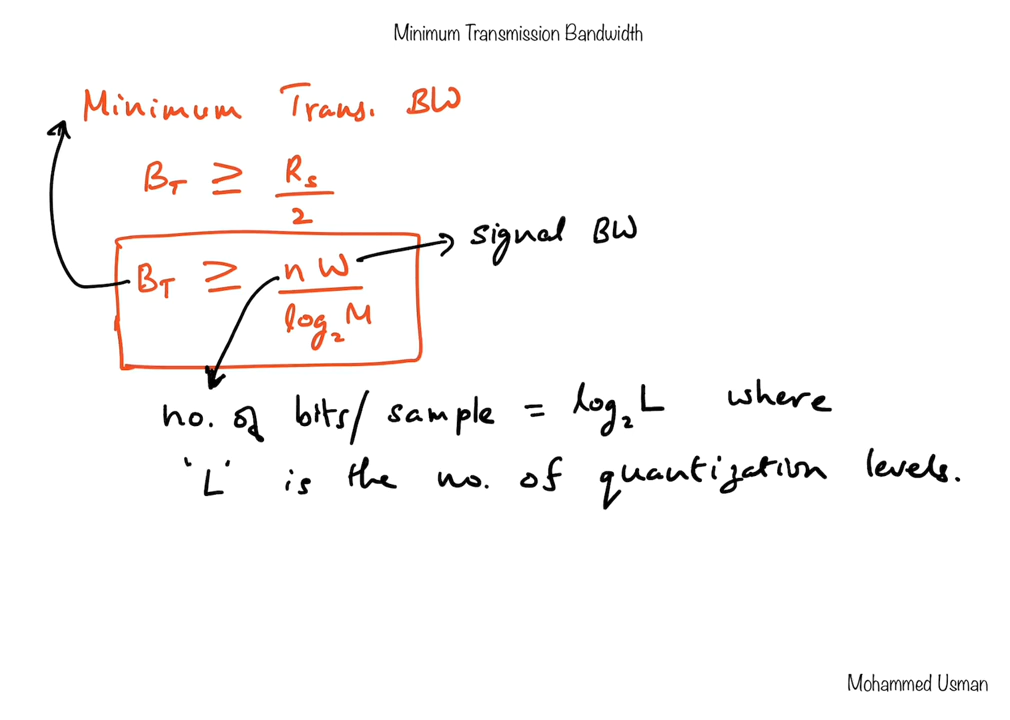 Minimum Transmission Bandwidth
Minimum Trans. BW
B_T ≥ R_s / 2
B_T ≥ n W / log_2 M
signal BW
no. of bits/ sample = log_2 L where
'L' is the no. of quantization levels.
Mohammed Usman